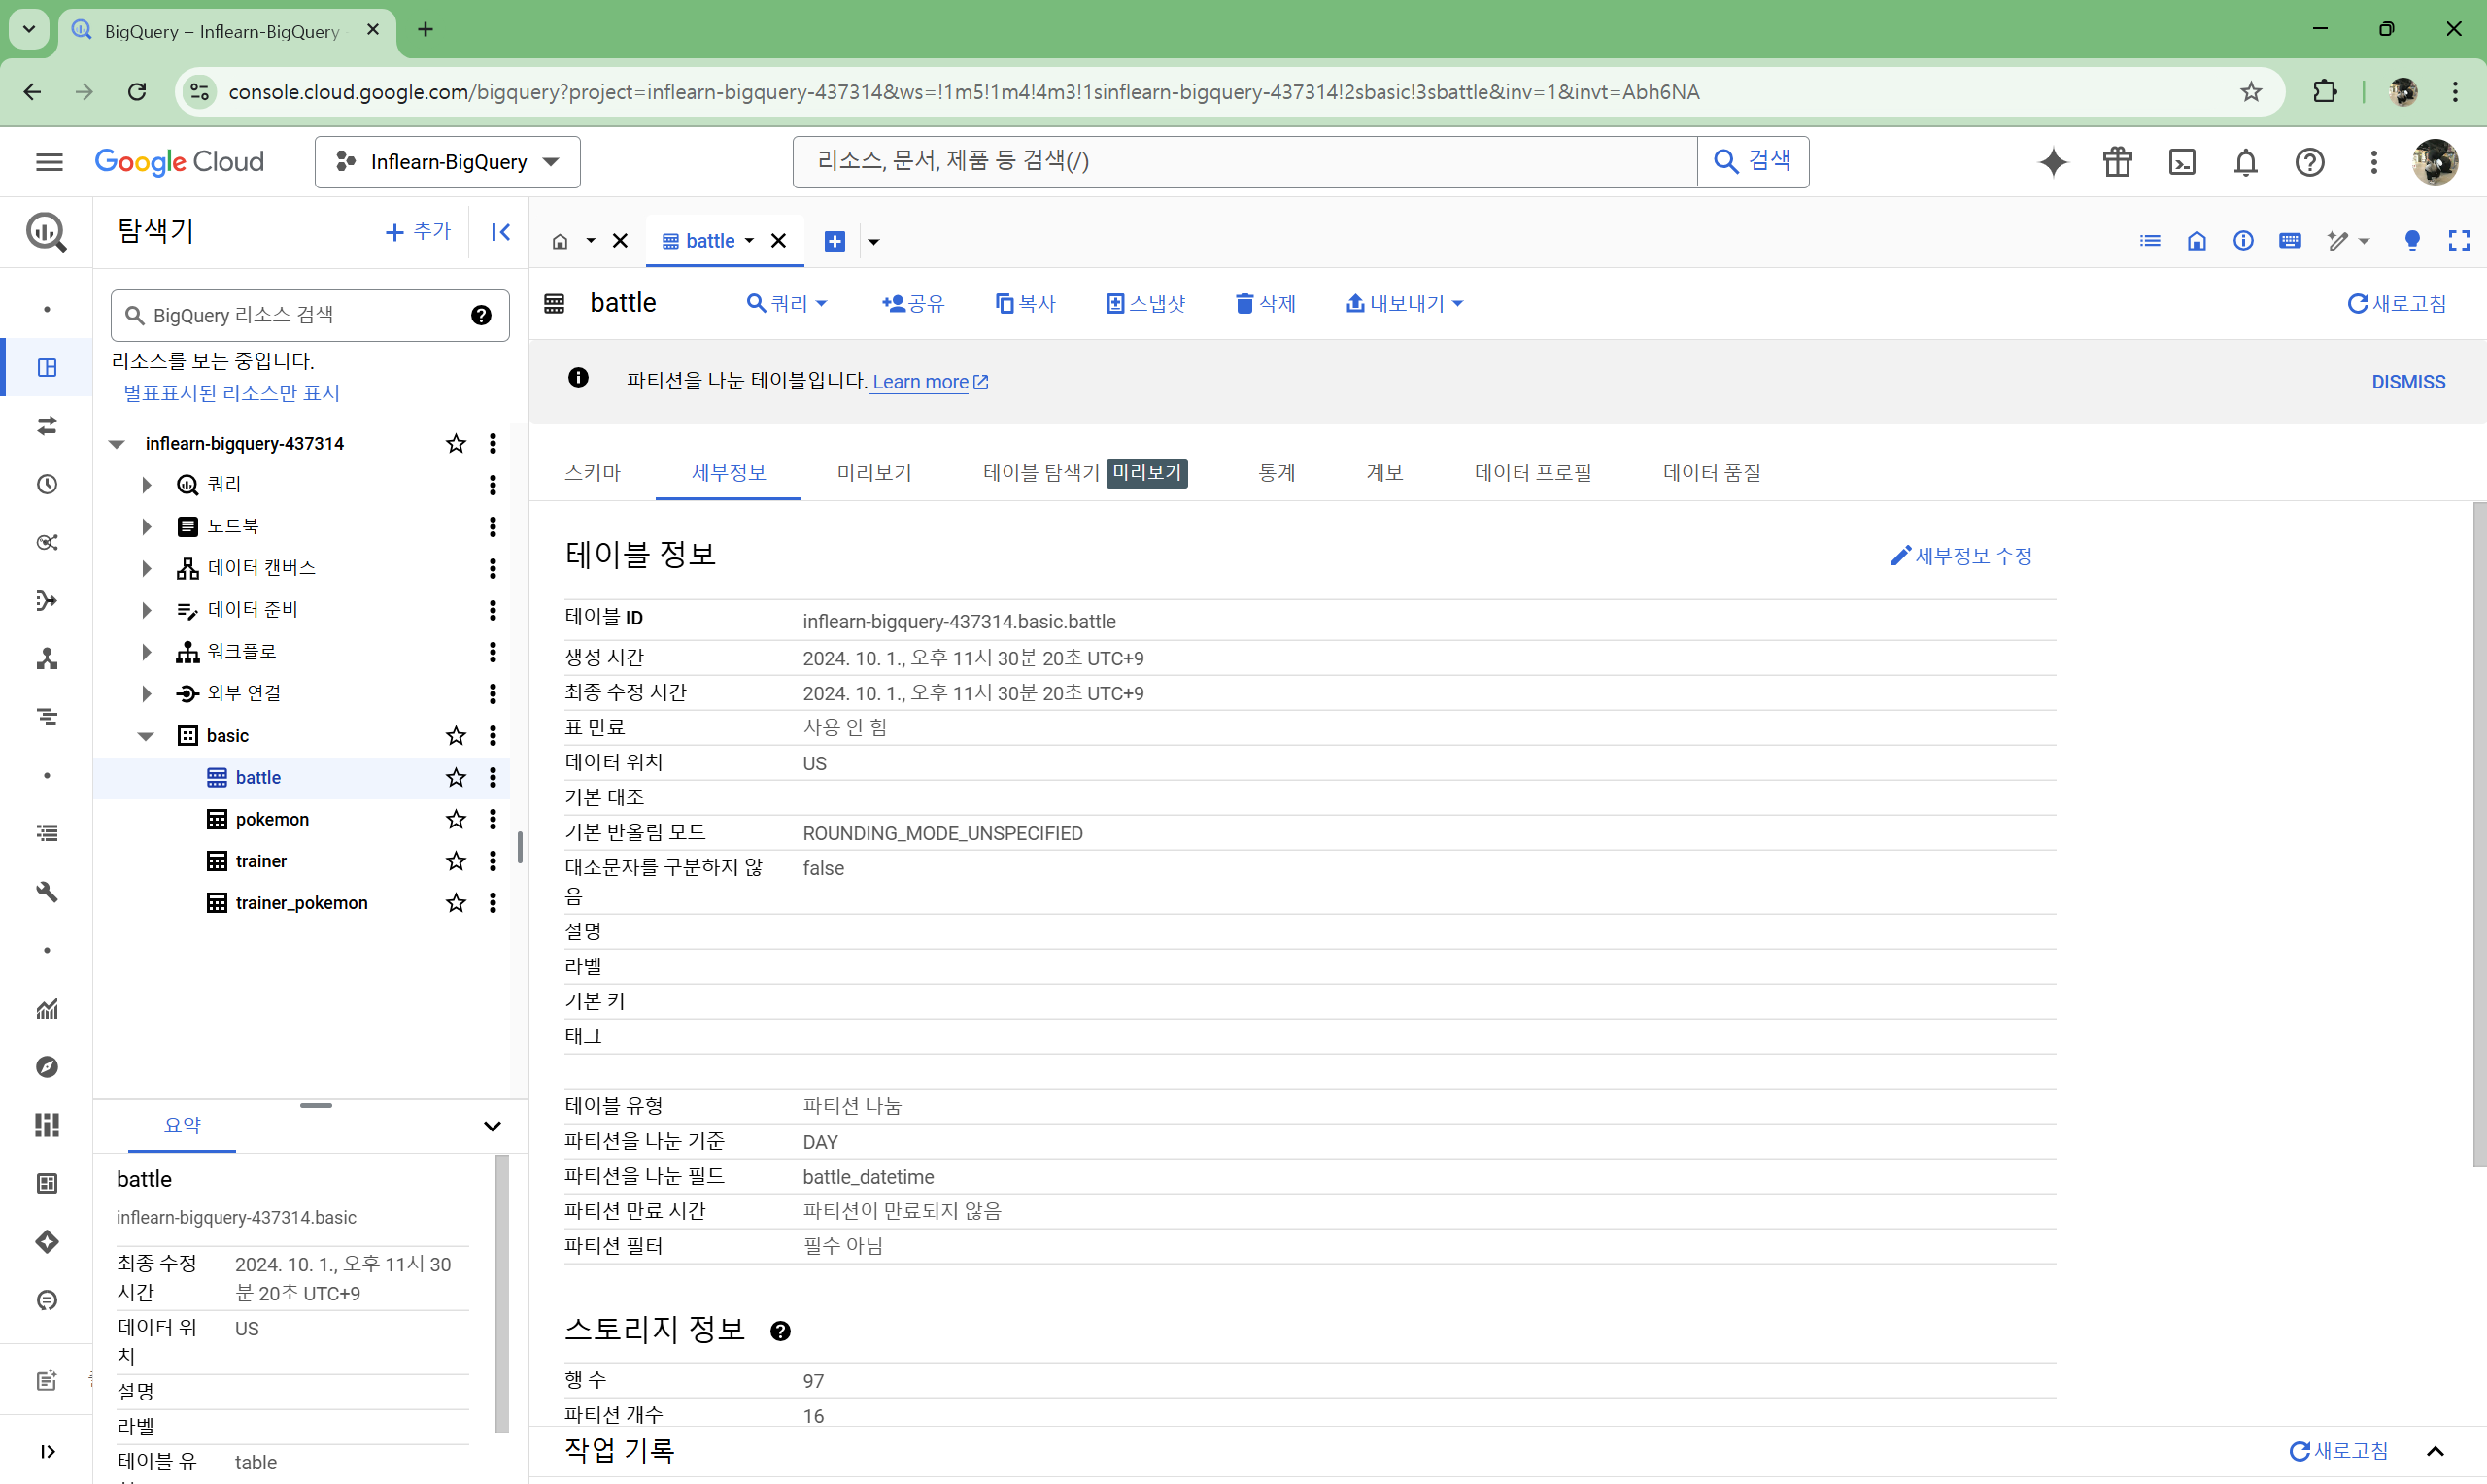 BigQuery – Inflearn-BigQuery
console.cloud.google.com/bigquery?project=inflearn-bigquery-437314&ws=!1m5!1m4!4m3!1sinflearn-bigquery-437314!2sbasic!3sbattle&inv=1&invt=Abh6NA
Google Cloud
Inflearn-BigQuery
리소스, 문서, 제품 등 검색(/)
검색
탐색기
추가
BigQuery 리소스 검색
리소스를 보는 중입니다.
별표표시된 리소스만 표시
inflearn-bigquery-437314
쿼리
노트북
데이터 캔버스
데이터 준비
워크플로
외부 연결
basic
battle
pokemon
trainer
trainer_pokemon
요약
battle
inflearn-bigquery-437314.basic
최종 수정 시간 2024. 10. 1., 오후 11시 30분 20초 UTC+9
데이터 위치 US
설명
라벨
테이블 유 table
battle
battle
쿼리
공유
복사
스냅샷
삭제
내보내기
새로고침
파티션을 나눈 테이블입니다. Learn more
DISMISS
스키마
세부정보
미리보기
테이블 탐색기 미리보기
통계
계보
데이터 프로필
데이터 품질
테이블 정보
세부정보 수정
테이블 ID inflearn-bigquery-437314.basic.battle
생성 시간 2024. 10. 1., 오후 11시 30분 20초 UTC+9
최종 수정 시간 2024. 10. 1., 오후 11시 30분 20초 UTC+9
표 만료 사용 안 함
데이터 위치 US
기본 대조
기본 반올림 모드 ROUNDING_MODE_UNSPECIFIED
대소문자를 구분하지 않음 false
설명
라벨
기본 키
태그
테이블 유형 파티션 나눔
파티션을 나눈 기준 DAY
파티션을 나눈 필드 battle_datetime
파티션 만료 시간 파티션이 만료되지 않음
파티션 필터 필수 아님
스토리지 정보
행 수 97
파티션 개수 16
작업 기록
새로고침